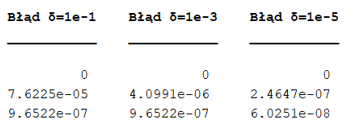 Błąd δ=1e-1 Błąd δ=1e-3 Błąd δ=1e-5
0 0 0
7.6225e-05 4.0991e-06 2.4647e-07
9.6522e-07 9.6522e-07 6.0251e-08